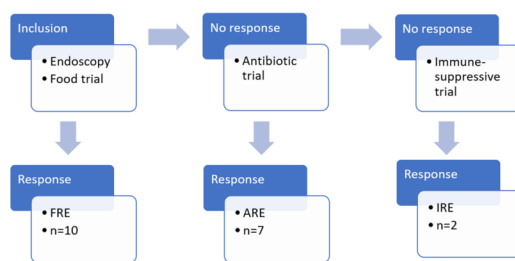 Inclusion
• Endoscopy
• Food trial
No response
• Antibiotic
trial
No response
• Immune-
suppressive
trial
Response
• FRE
• n=10
Response
• ARE
• n=7
Response
• IRE
• n=2